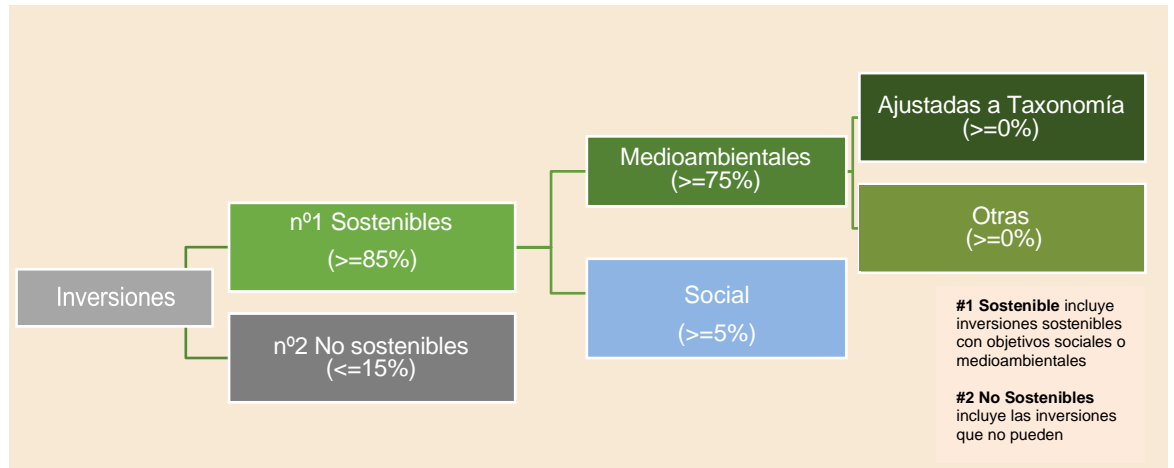 Inversiones
nº1 Sostenibles
(>=85%)
nº2 No sostenibles
(<=15%)
Medioambientales
(>=75%)
Social
(>=5%)
Ajustadas a Taxonomía
(>=0%)
Otras
(>=0%)
#1 Sostenible incluye
inversiones sostenibles
con objetivos sociales o
medioambientales
#2 No Sostenibles
incluye las inversiones
que no pueden